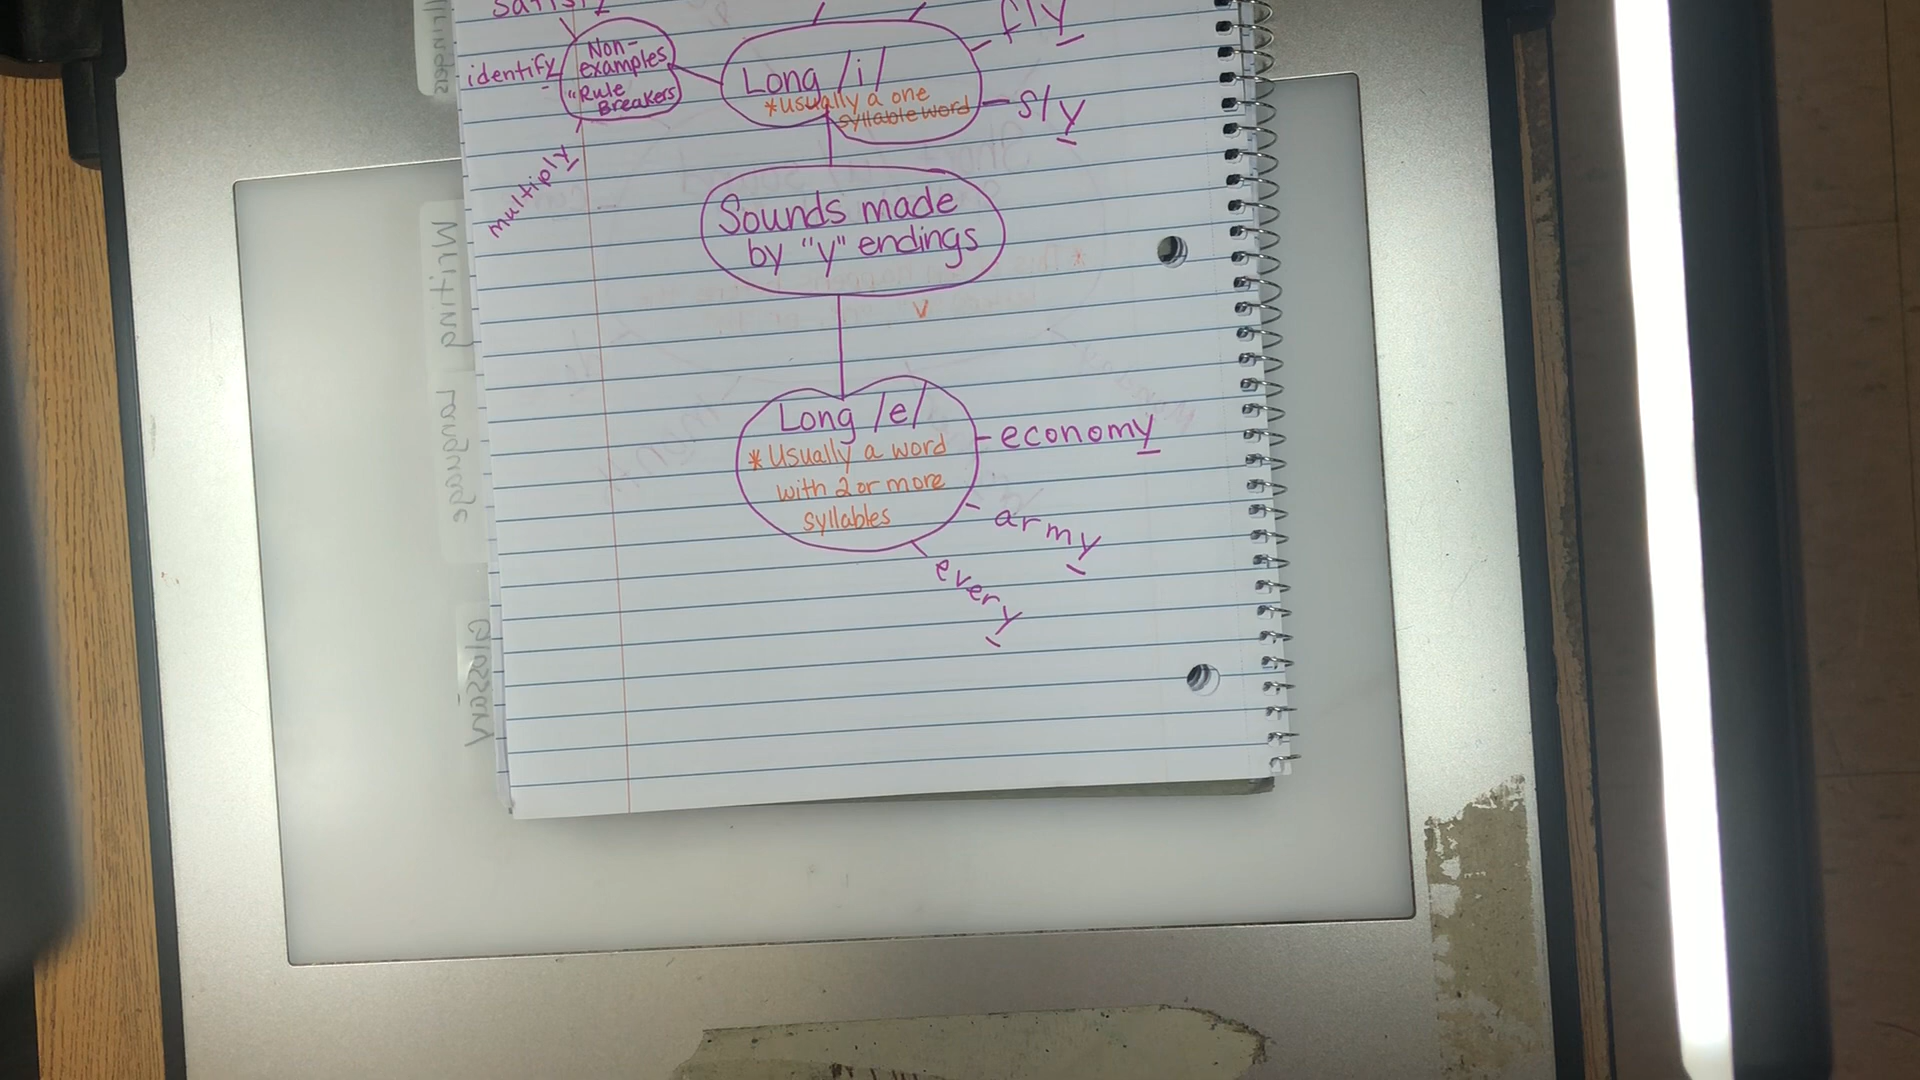 satisfy
identify
Non-
examples
"Rule
Breakers
multiply
Long /i/
*usually a one
syllable word
fly
sly
Sounds made
by "y" endings
Long /e/
*Usually a word
with 2 or more
syllables
economy
army
every
Writing
Language
Glossary